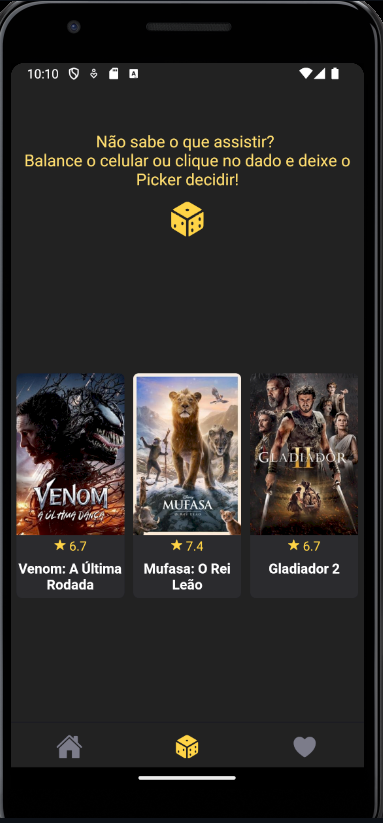 10:10
Não sabe o que assistir?
Balance o celular ou clique no dado e deixe o
Picker decidir!
VENOM
A ÚLTIMA DANÇA
Disney
MUFASA
O REI LEÃO
GLADIADOR
II
6.7
7.4
6.7
Venom: A Última
Rodada
Mufasa: O Rei
Leão
Gladiador 2